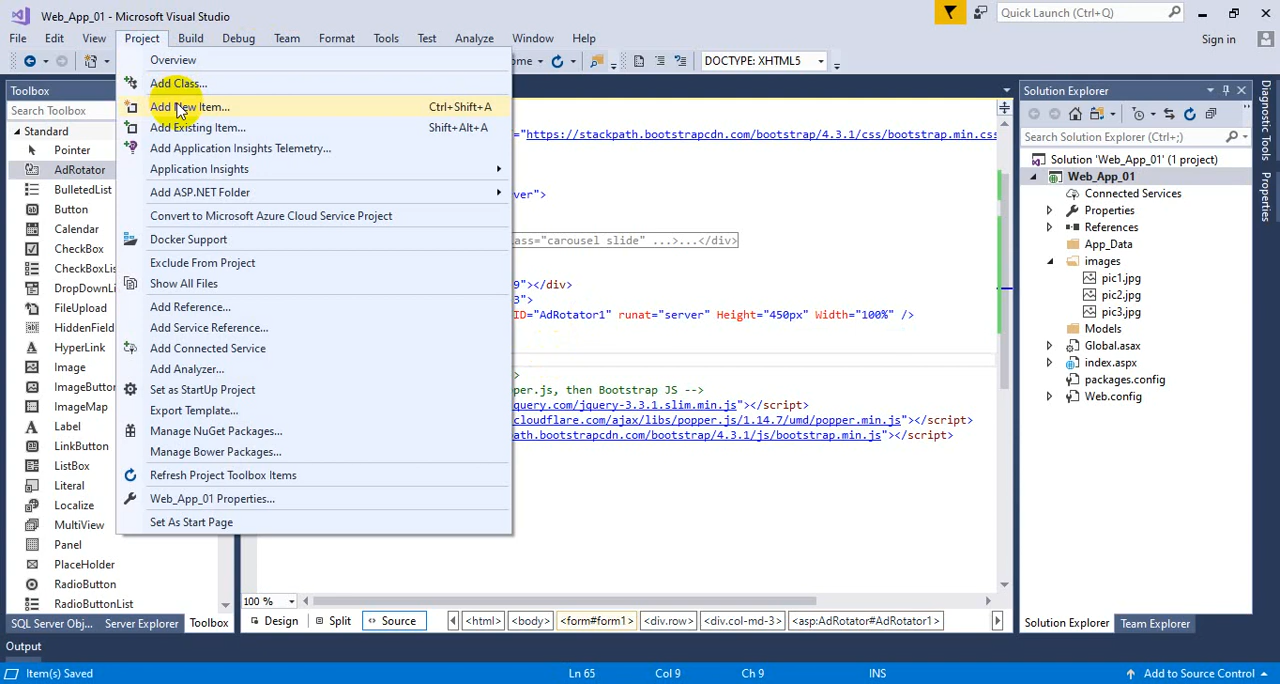 Web_App_01 - Microsoft Visual Studio
Quick Launch (Ctrl+Q)
File Edit View Project Build Debug Team Format Tools Test Analyze Window Help
Sign in
DOCTYPE: XHTML5
Toolbox
Search Toolbox
Standard
Pointer
AdRotator
BulletedList
Button
Calendar
CheckBox
CheckBoxLis
DropDownLi
FileUpload
HiddenField
HyperLink
Image
ImageButto
ImageMap
Label
LinkButton
ListBox
Literal
Localize
MultiView
Panel
PlaceHolder
RadioButton
RadioButtonList
SQL Server Obj... Server Explorer Toolbox
Overview
Add Class...
Add New Item... Ctrl+Shift+A
Add Existing Item... Shift+Alt+A
Add Application Insights Telemetry...
Application Insights
Add ASP.NET Folder
Convert to Microsoft Azure Cloud Service Project
Docker Support
Exclude From Project
Show All Files
Add Reference...
Add Service Reference...
Add Connected Service
Add Analyzer...
Set as StartUp Project
Export Template...
Manage NuGet Packages...
Manage Bower Packages...
Refresh Project Toolbox Items
Web_App_01 Properties...
Set As Start Page
="https://stackpath.bootstrapcdn.com/bootstrap/4.3.1/css/bootstrap.min.css
ver">
lass="carousel slide" ...>...</div>
9"></div>
3">
ID="AdRotator1" runat="server" Height="450px" Width="100%" />
>
per.js, then Bootstrap JS -->
query.com/jquery-3.3.1.slim.min.js"></script>
cloudflare.com/ajax/libs/popper.js/1.14.7/umd/popper.min.js"></script>
path.bootstrapcdn.com/bootstrap/4.3.1/js/bootstrap.min.js"></script>
100 %
Design Split Source <html> <body> <form#form1> <div.row> <div.col-md-3> <asp:AdRotator#AdRotator1>
Solution Explorer
Search Solution Explorer (Ctrl+;)
Solution 'Web_App_01' (1 project)
Web_App_01
Connected Services
Properties
References
App_Data
images
pic1.jpg
pic2.jpg
pic3.jpg
Models
Global.asax
index.aspx
packages.config
Web.config
Solution Explorer Team Explorer
Diagnostic Tools
Properties
Output
Item(s) Saved Ln 65 Col 9 Ch 9 INS Add to Source Control